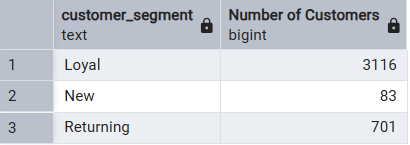 customer_segment Number of Customers
text bigint
1 Loyal 3116
2 New 83
3 Returning 701